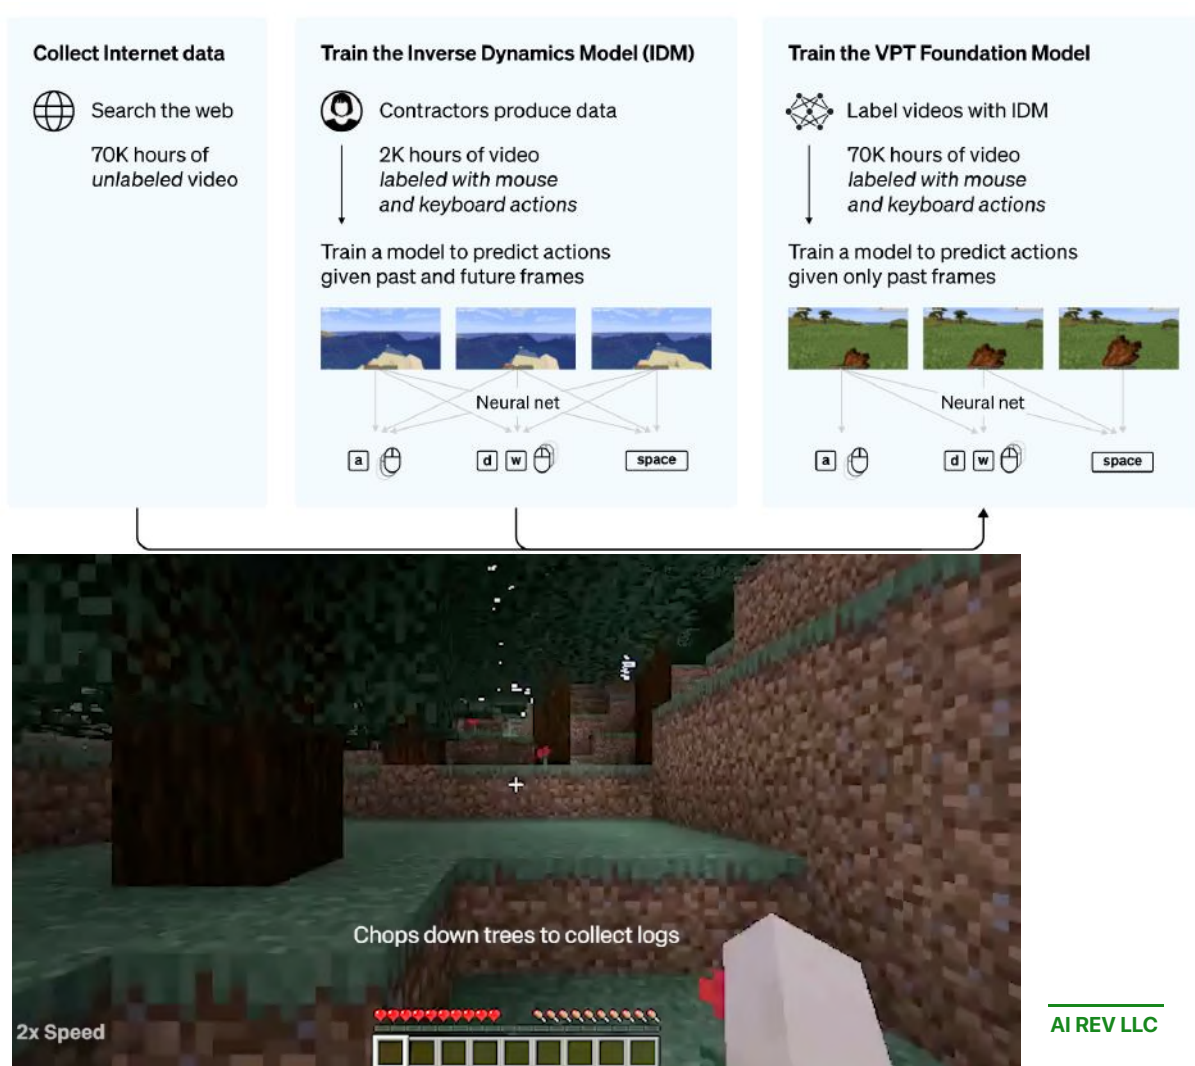 Collect Internet data
Search the web
70K hours of
unlabeled video
Train the Inverse Dynamics Model (IDM)
Contractors produce data
2K hours of video
labeled with mouse
and keyboard actions
Train a model to predict actions
given past and future frames
Neural net
a
d
w
space
Train the VPT Foundation Model
Label videos with IDM
70K hours of video
labeled with mouse
and keyboard actions
Train a model to predict actions
given only past frames
Neural net
a
d
w
space
Chops down trees to collect logs
2x Speed
AI REV LLC